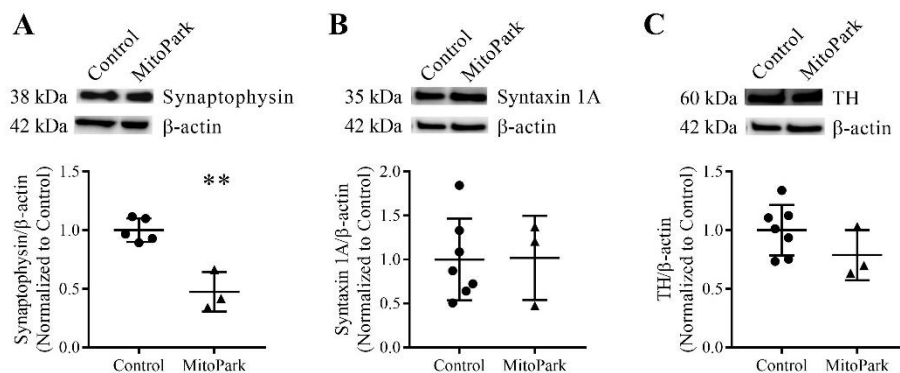 A
Control
MitoPark
38 kDa
Synaptophysin
42 kDa
β-actin
Synaptophysin/β-actin
(Normalized to Control)
1.5
1.0
0.5
0.0
**
Control
MitoPark
B
Control
MitoPark
35 kDa
Syntaxin 1A
42 kDa
β-actin
Syntaxin 1A/β-actin
(Normalized to Control)
2.0
1.5
1.0
0.5
0.0
Control
MitoPark
C
Control
MitoPark
60 kDa
TH
42 kDa
β-actin
TH/β-actin
(Normalized to Control)
1.5
1.0
0.5
0.0
Control
MitoPark